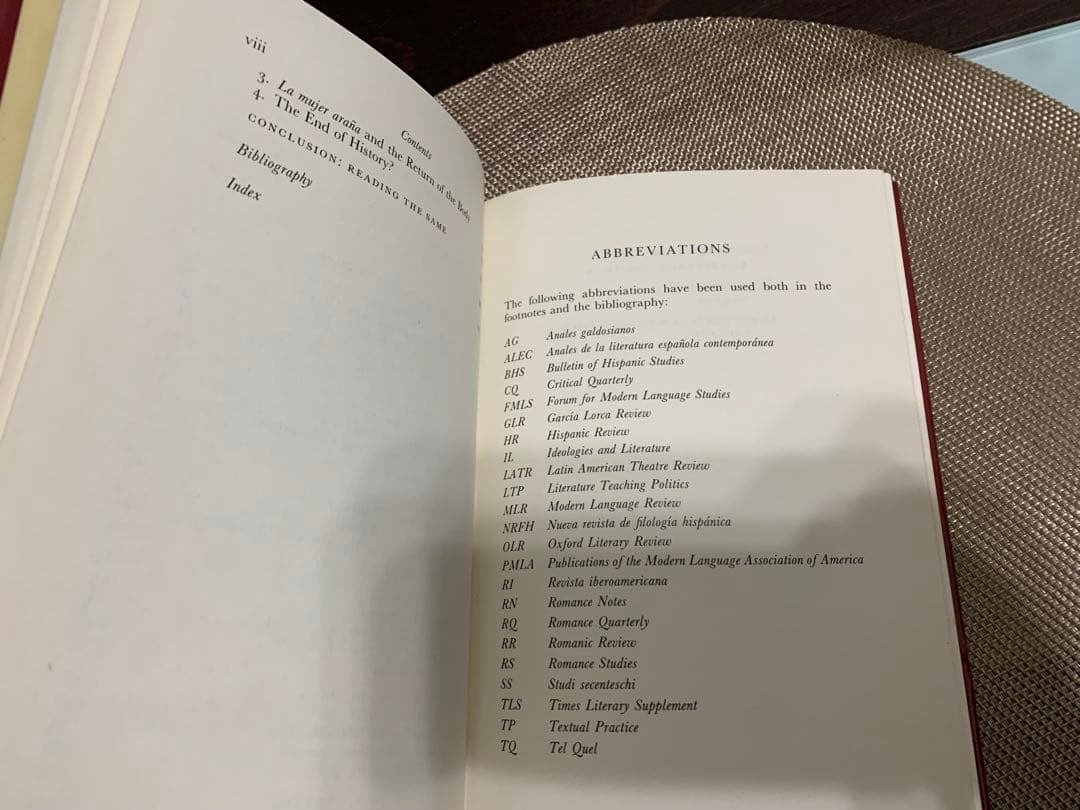 viii
Contents
3. La mujer araña and the Return of the Body
4. The End of History?
CONCLUSION: READING THE SAME
Bibliography
Index
ABBREVIATIONS
The following abbreviations have been used both in the
footnotes and the bibliography:
AG Anales galdosianos
ALEC Anales de la literatura española contemporánea
BHS Bulletin of Hispanic Studies
CQ Critical Quarterly
FMLS Forum for Modern Language Studies
GLR García Lorca Review
HR Hispanic Review
IL Ideologies and Literature
LATR Latin American Theatre Review
LTP Literature Teaching Politics
MLR Modern Language Review
NRFH Nueva revista de filología hispánica
OLR Oxford Literary Review
PMLA Publications of the Modern Language Association of America
RI Revista iberoamericana
RN Romance Notes
RQ Romance Quarterly
RR Romanic Review
RS Romance Studies
SS Studi secenteschi
TLS Times Literary Supplement
TP Textual Practice
TQ Tel Quel